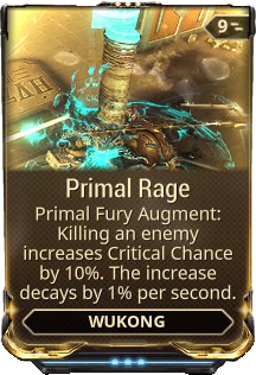 9
Primal Rage
Primal Fury Augment:
Killing an enemy
increases Critical Chance
by 10%. The increase
decays by 1% per second.
WUKONG